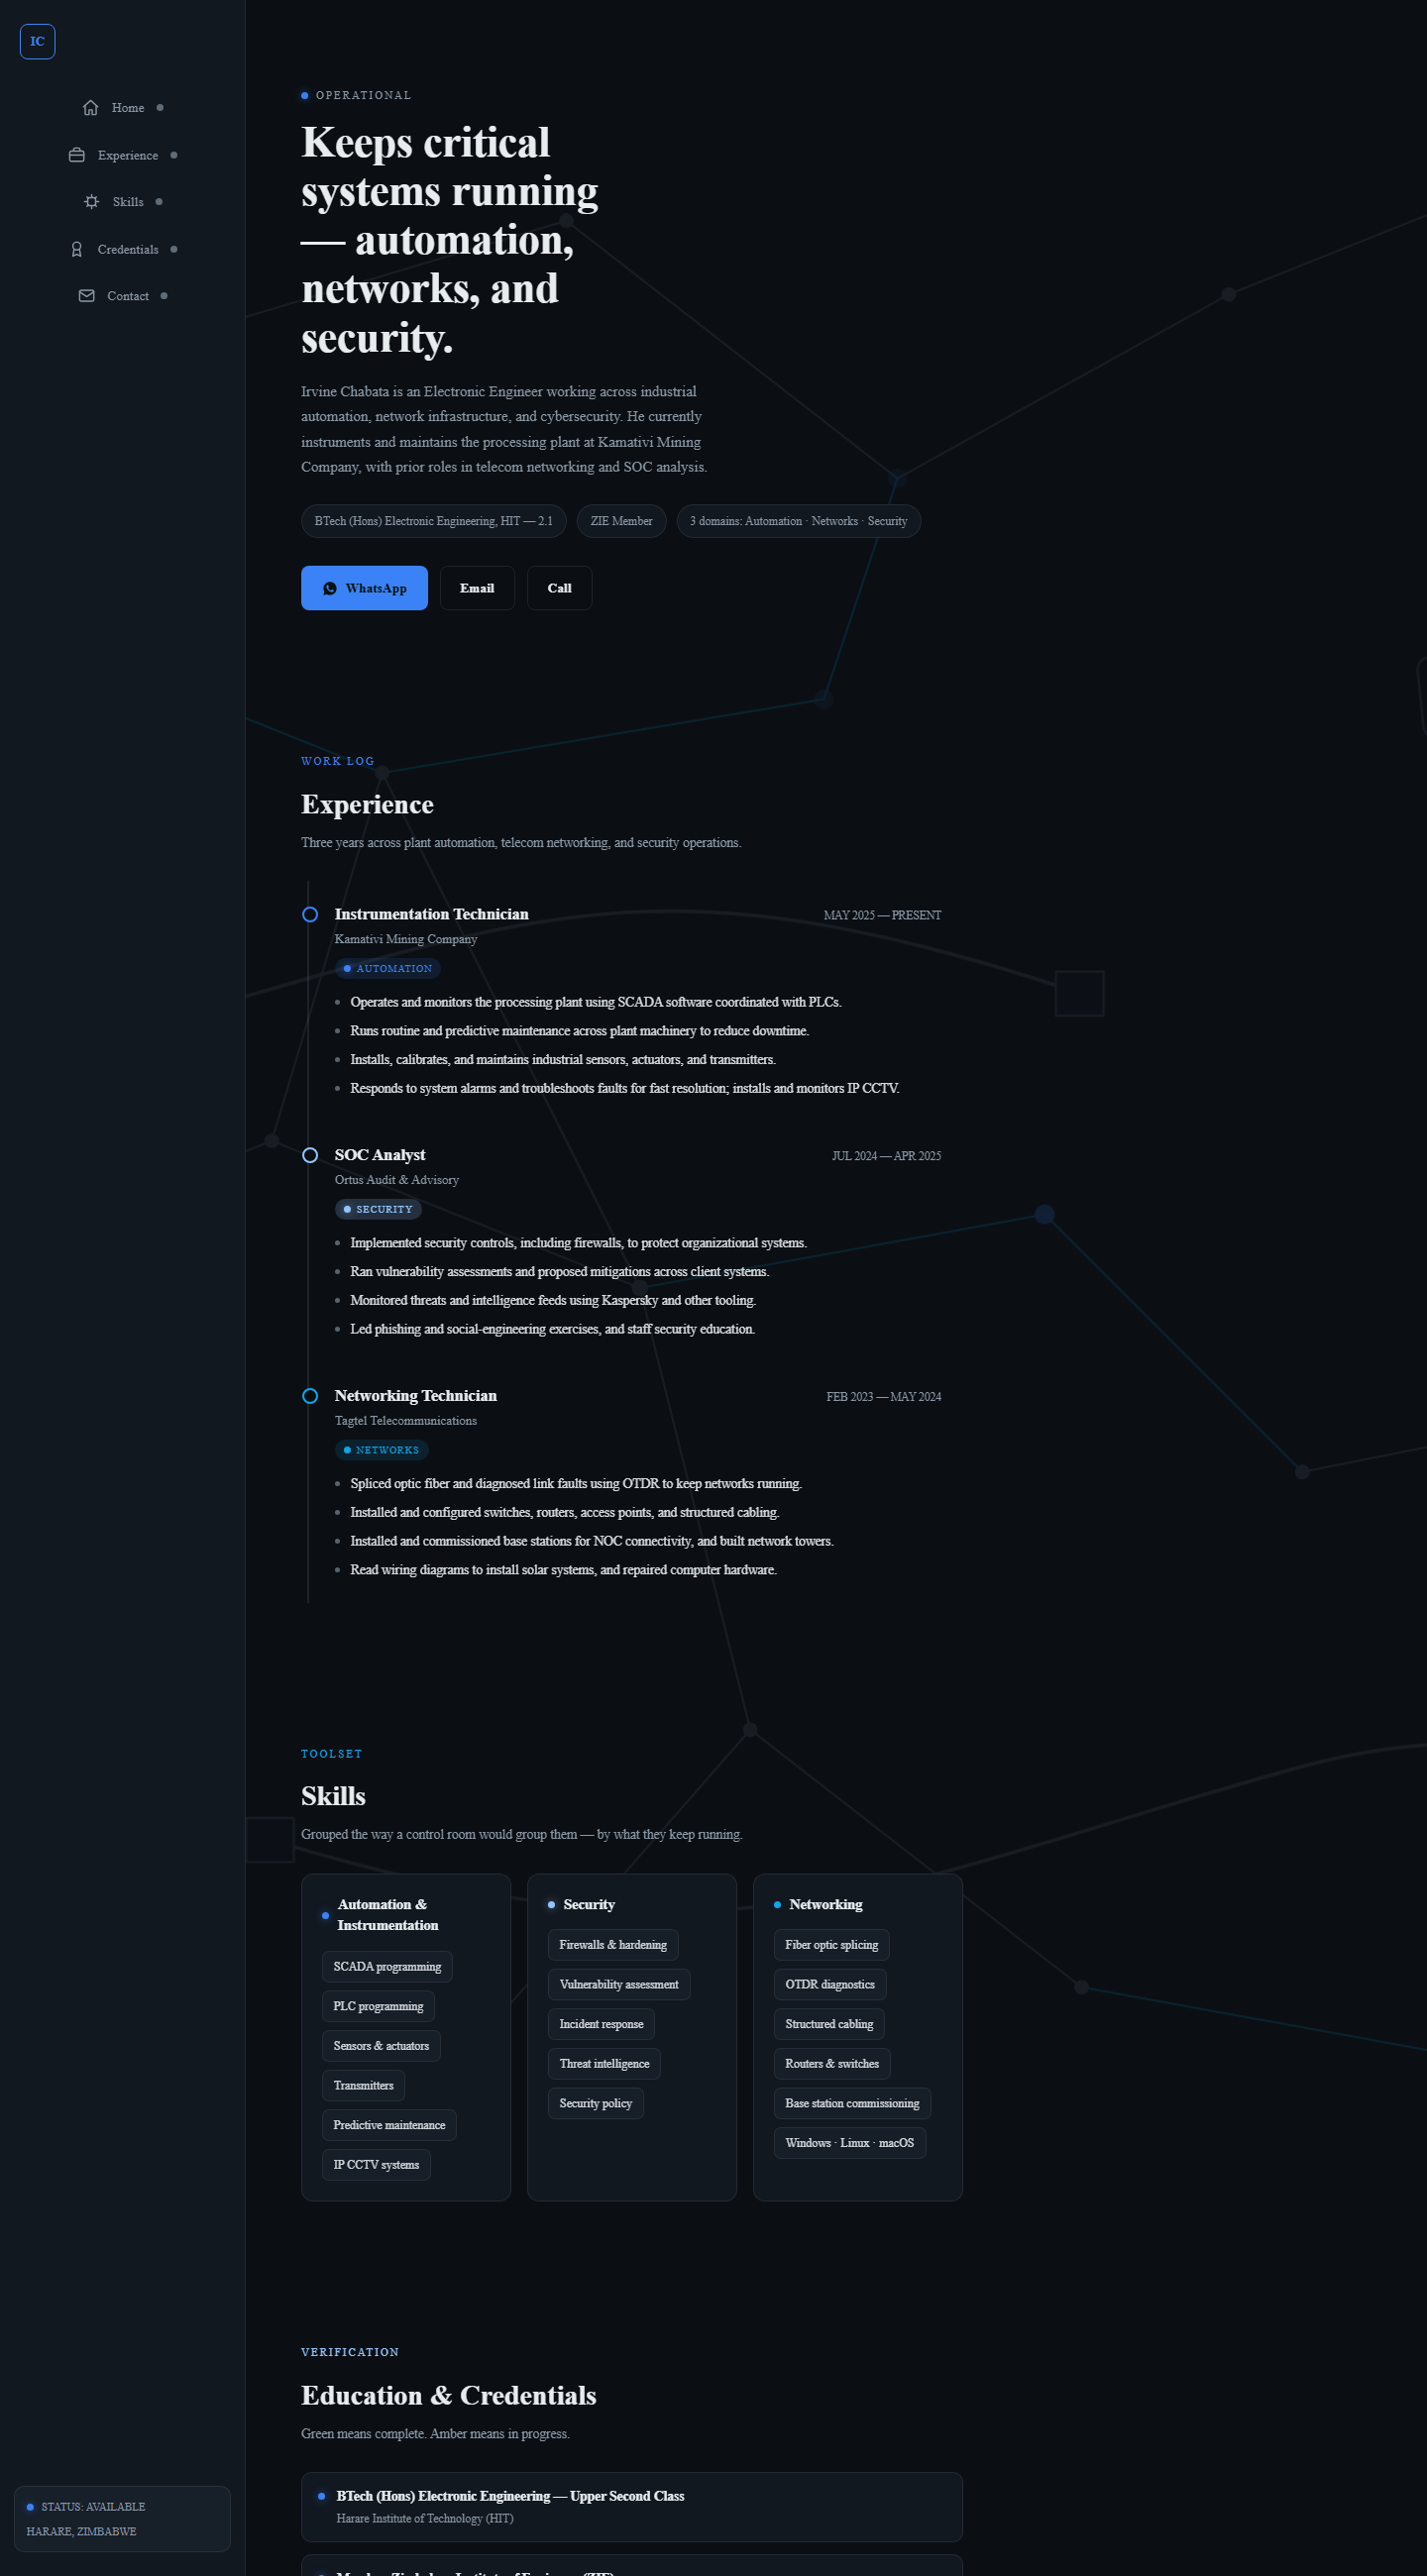 IC
Home
Experience
Skills
Credentials
Contact
OPERATIONAL
Keeps critical
systems running
— automation,
networks, and
security.
Irvine Chabata is an Electronic Engineer working across industrial
automation, network infrastructure, and cybersecurity. He currently
instruments and maintains the processing plant at Kamativi Mining
Company, with prior roles in telecom networking and SOC analysis.
BTech (Hons) Electronic Engineering, HIT — 2.1
ZIE Member
3 domains: Automation · Networks · Security
WhatsApp
Email
Call
WORK LOG
Experience
Three years across plant automation, telecom networking, and security operations.
Instrumentation Technician
MAY 2025 — PRESENT
Kamativi Mining Company
AUTOMATION
Operates and monitors the processing plant using SCADA software coordinated with PLCs.
Runs routine and predictive maintenance across plant machinery to reduce downtime.
Installs, calibrates, and maintains industrial sensors, actuators, and transmitters.
Responds to system alarms and troubleshoots faults for fast resolution; installs and monitors IP CCTV.
SOC Analyst
JUL 2024 — APR 2025
Ortus Audit & Advisory
SECURITY
Implemented security controls, including firewalls, to protect organizational systems.
Ran vulnerability assessments and proposed mitigations across client systems.
Monitored threats and intelligence feeds using Kaspersky and other tooling.
Led phishing and social-engineering exercises, and staff security education.
Networking Technician
FEB 2023 — MAY 2024
Tagtel Telecommunications
NETWORKS
Spliced optic fiber and diagnosed link faults using OTDR to keep networks running.
Installed and configured switches, routers, access points, and structured cabling.
Installed and commissioned base stations for NOC connectivity, and built network towers.
Read wiring diagrams to install solar systems, and repaired computer hardware.
TOOLSET
Skills
Grouped the way a control room would group them — by what they keep running.
Automation &
Instrumentation
SCADA programming
PLC programming
Sensors & actuators
Transmitters
Predictive maintenance
IP CCTV systems
Security
Firewalls & hardening
Vulnerability assessment
Incident response
Threat intelligence
Security policy
Networking
Fiber optic splicing
OTDR diagnostics
Structured cabling
Routers & switches
Base station commissioning
Windows · Linux · macOS
VERIFICATION
Education & Credentials
Green means complete. Amber means in progress.
BTech (Hons) Electronic Engineering — Upper Second Class
Harare Institute of Technology (HIT)
STATUS: AVAILABLE
HARARE, ZIMBABWE